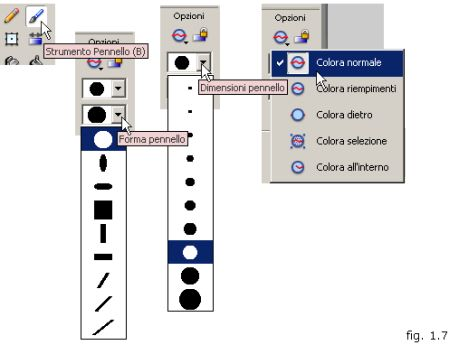 Strumento Pennello (B)
Opzioni
Forma pennello
Opzioni
Dimensioni pennello
Opzioni
Colora normale
Colora riempimenti
Colora dietro
Colora selezione
Colora all'interno
fig. 1.7